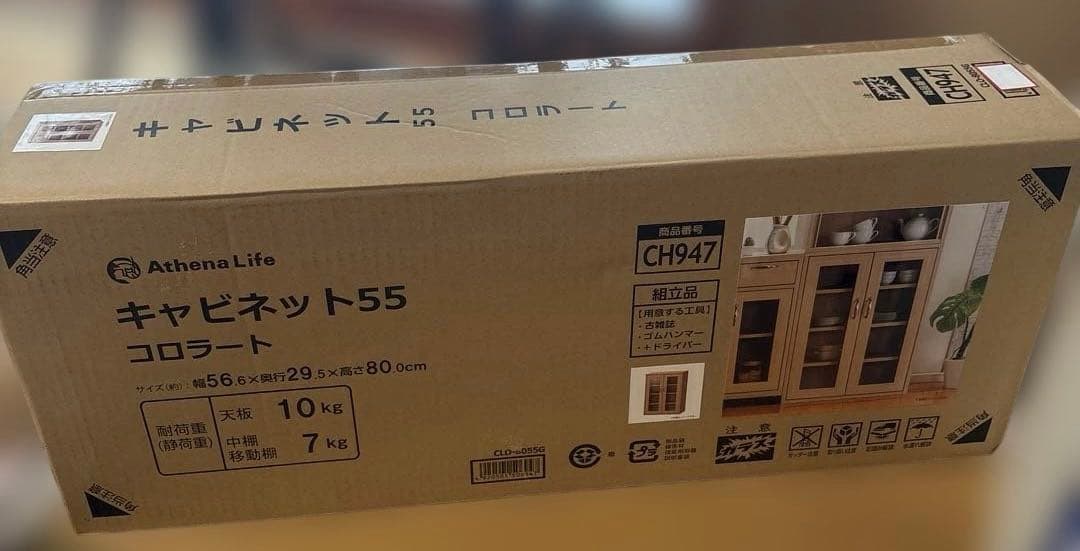 キャビネット55 コロラート
CH947
角当注意
角当注意
AthenaLife
キャビネット55
コロラート
サイズ(約):幅56.6×奥行29.5×高さ80.0cm
耐荷重
(静荷重)
天板 10kg
中棚
移動棚 7kg
商品番号
CH947
組立品
【用意する工具】
・古雑誌
・ゴムハンマー
・+ドライバー
注意
ガラス
プラ
角当注意
角当注意